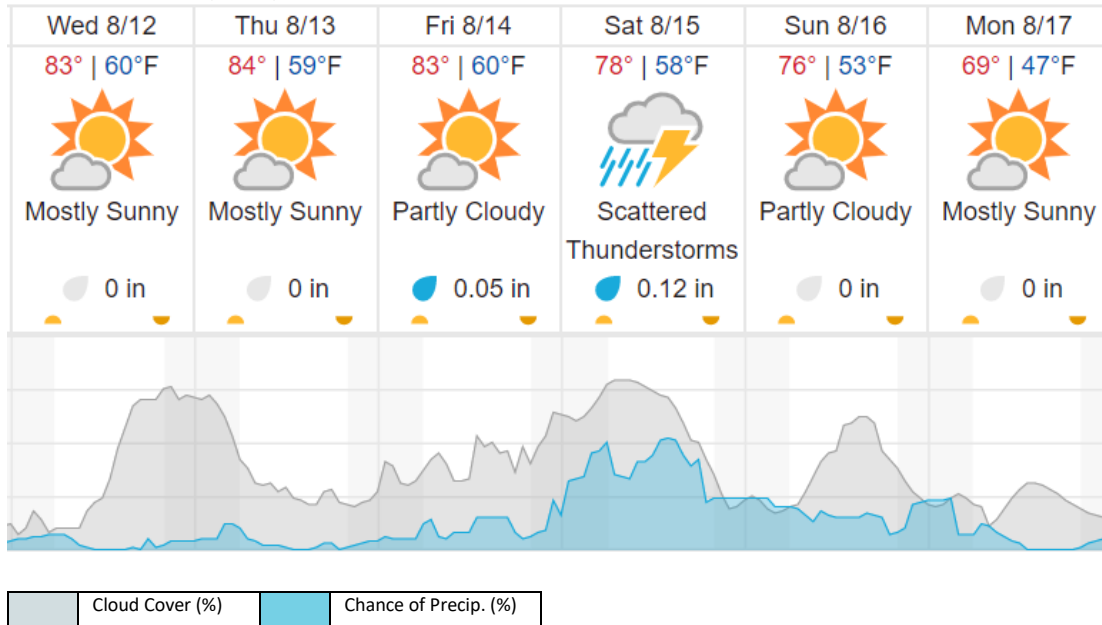 Wed 8/12 Thu 8/13 Fri 8/14 Sat 8/15 Sun 8/16 Mon 8/17
83° | 60°F 84° | 59°F 83° | 60°F 78° | 58°F 76° | 53°F 69° | 47°F
Mostly Sunny Mostly Sunny Partly Cloudy Scattered Partly Cloudy Mostly Sunny
Thunderstorms
0 in 0 in 0.05 in 0.12 in 0 in 0 in
Cloud Cover (%) Chance of Precip. (%)